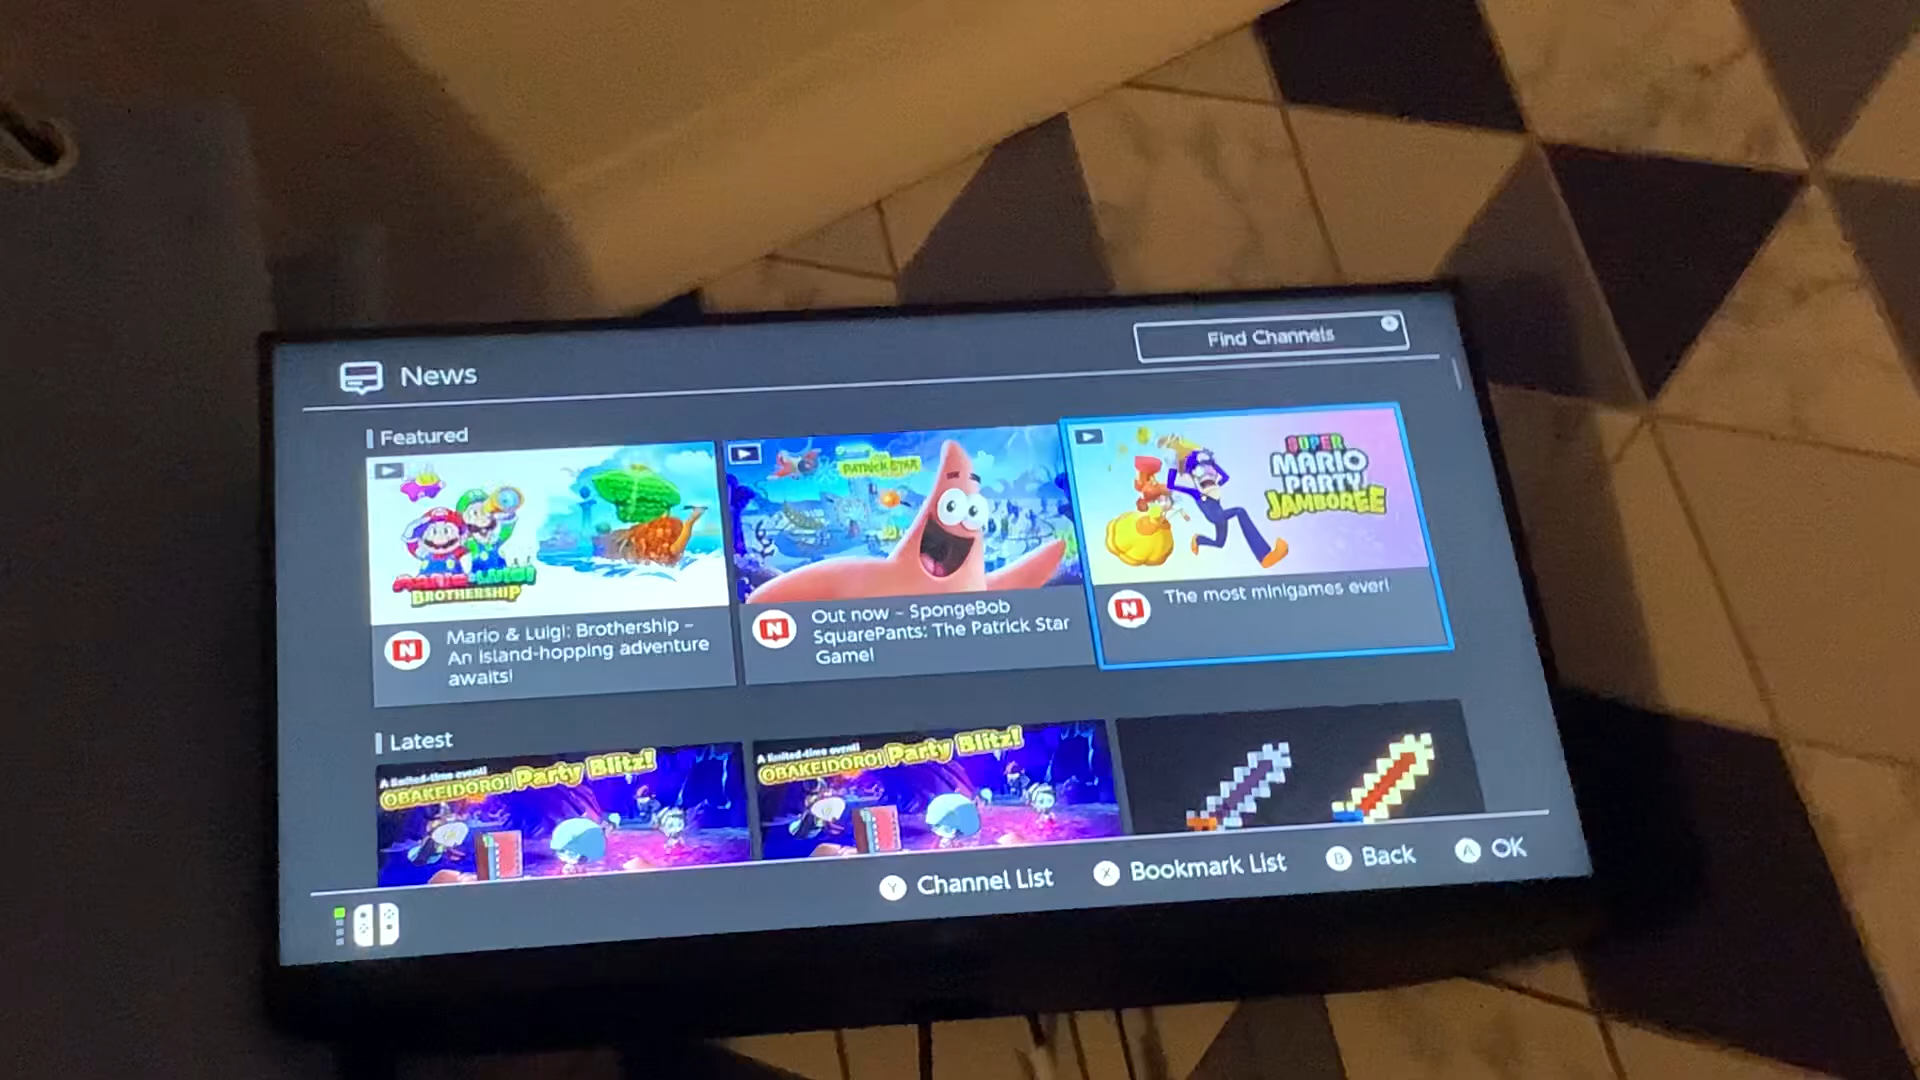 News
Find Channels
Featured
MARIO & LUIGI
BROTHERSHIP
Mario & Luigi: Brothership –
An island-hopping adventure
awaits!
PATRICK STAR
Out now – SpongeBob
SquarePants: The Patrick Star
Game!
SUPER
MARIO
PARTY
JAMBOREE
The most minigames ever!
Latest
A limited-time event!
OBAKEIDORO! Party Blitz!
A limited-time event!
OBAKEIDORO! Party Blitz!
Y Channel List
X Bookmark List
B Back
A OK